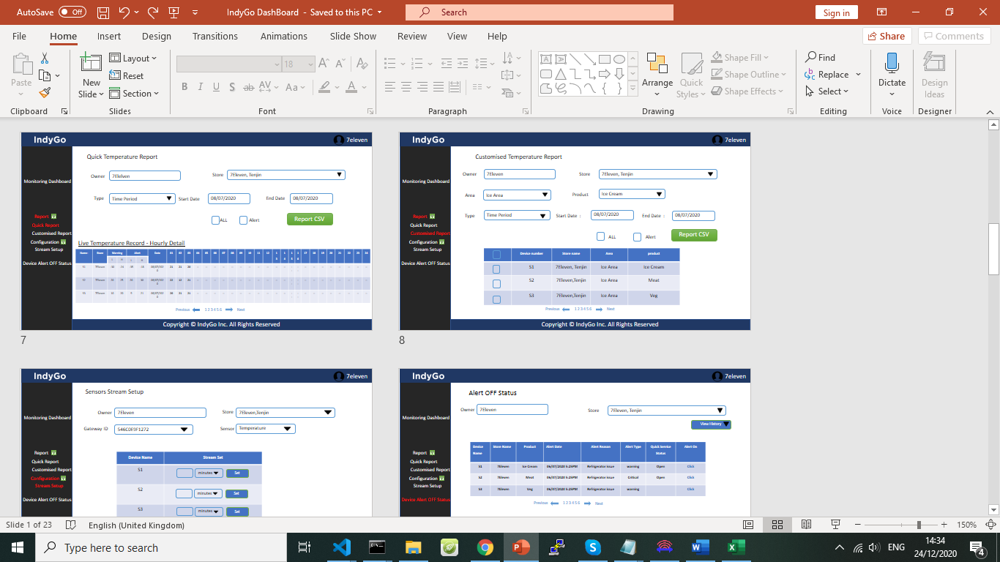 AutoSave Off IndyGo DashBoard - Saved to this PC Search Sign in
File Home Insert Design Transitions Animations Slide Show Review View Help Share Comments
Paste New Slide Layout Reset Section 18 Arrange Quick Styles Shape Fill Shape Outline Shape Effects Find Replace Select Dictate Design Ideas
Clipboard Slides Font Paragraph Drawing Editing Voice Designer
IndyGo 7eleven
Quick Temperature Report
Monitoring Dashboard
Owner 7Elelven Store 7Eleven, Tenjin
Type Time Period Start Date 08/07/2020 End Date 08/07/2020
Report
Quick Report
Customised Report
Configuration
Stream Setup
Device Alert OFF Status
ALL Alert Report CSV
Live Temperature Record - Hourly Detail
Previous 1 2 3 4 5 6 Next
Copyright © IndyGo Inc. All Rights Reserved
7
IndyGo 7eleven
Customised Temperature Report
Monitoring Dashboard
Owner 7Eleven Store 7Eleven, Tenjin
Area Ice Area Product Ice Cream
Type Time Period Start Date : 08/07/2020 End Date : 08/07/2020
Report
Quick Report
Customised Report
Configuration
Stream Setup
Device Alert OFF Status
ALL Alert Report CSV
Device number Store name Area product
S1 7Eleven, Tenjin Ice Area Ice Cream
S2 7Eleven,Tenjin Ice Area Meat
S3 7Eleven,Tenjin Ice Area Veg
Previous 1 2 3 4 5 6 Next
Copyright © IndyGo Inc. All Rights Reserved
8
IndyGo 7eleven
Sensors Stream Setup
Monitoring Dashboard
Owner 7Eleven Store 7Eleven,Tenjin
Gateway ID 546C0E9F1272 Sensor Temperature
Report
Quick Report
Customised Report
Configuration
Stream Setup
Device Alert OFF Status
Device Name Stream Set
S1 minutes Set
S2 minutes Set
S3 minutes Set
IndyGo 7eleven
Alert OFF Status
Monitoring Dashboard
Owner 7Eleven Store 7Eleven, Tenjin
View History
Report
Quick Report
Customised Report
Configuration
Stream Setup
Device Alert OFF Status
Device Name Store Name Product Alert Date Alert Reason Alert Type Quick Service Status Alert On
S1 7Eleven Ice Cream 06/07/2020 5:25PM Refrigerator issue warning Open Click
S2 7Eleven Meat 06/07/2020 5:25PM Refrigerator issue Critical Open Click
S3 7Eleven Veg 06/07/2020 5:25PM Refrigerator issue warning Click
Previous 1 2 3 4 5 6 Next
Slide 1 of 23 English (United Kingdom) 150%
Type here to search ENG 14:34
24/12/2020 4